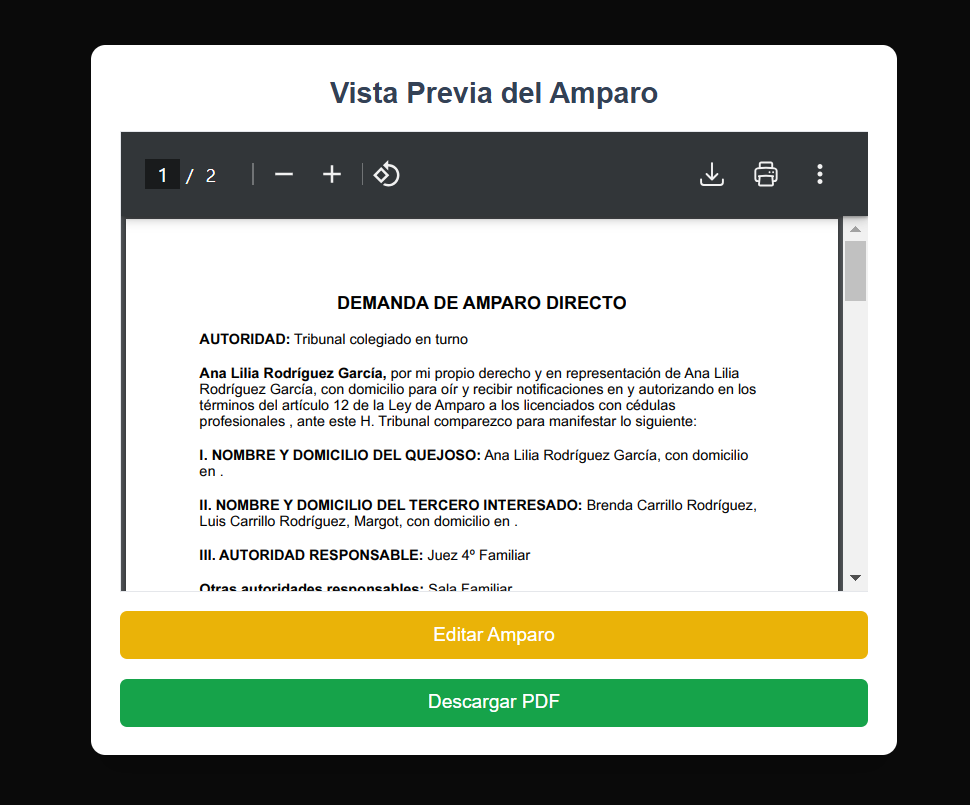 Vista Previa del Amparo
1 / 2
DEMANDA DE AMPARO DIRECTO
AUTORIDAD: Tribunal colegiado en turno
Ana Lilia Rodríguez García, por mi propio derecho y en representación de Ana Lilia
Rodríguez García, con domicilio para oír y recibir notificaciones en y autorizando en los
términos del artículo 12 de la Ley de Amparo a los licenciados con cédulas
profesionales , ante este H. Tribunal comparezco para manifestar lo siguiente:
I. NOMBRE Y DOMICILIO DEL QUEJOSO: Ana Lilia Rodríguez García, con domicilio
en .
II. NOMBRE Y DOMICILIO DEL TERCERO INTERESADO: Brenda Carrillo Rodríguez,
Luis Carrillo Rodríguez, Margot, con domicilio en .
III. AUTORIDAD RESPONSABLE: Juez 4º Familiar
Otras autoridades responsables: Sala Familiar
Editar Amparo
Descargar PDF